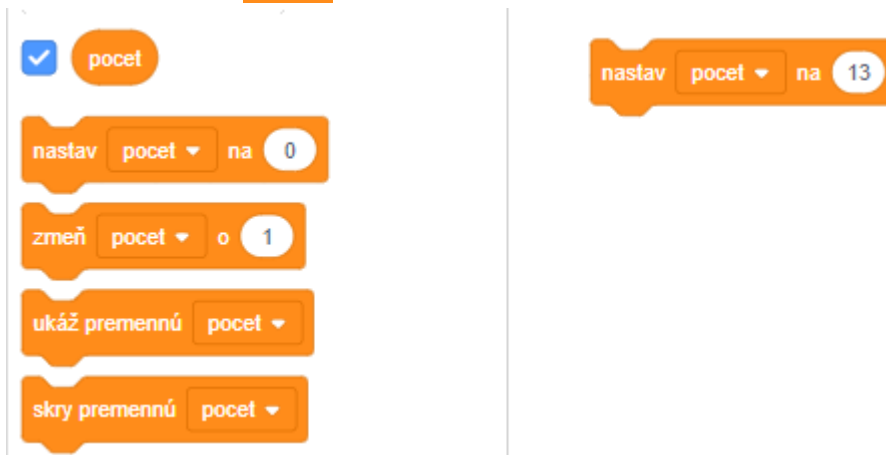 pocet
nastav pocet na 0
zmeň pocet o 1
ukáž premennú pocet
skry premennú pocet
nastav pocet na 13